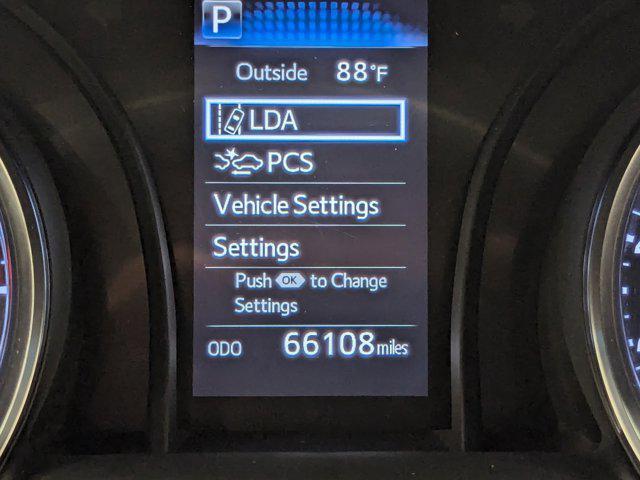 P
Outside 88°F
LDA
PCS
Vehicle Settings
Settings
Push OK to Change
Settings
ODO 66108 miles